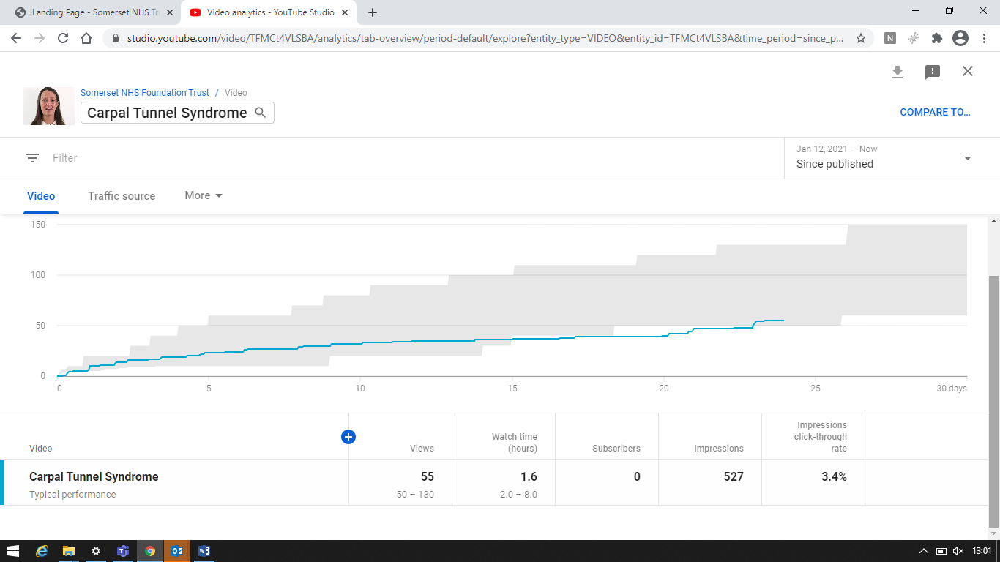 Landing Page - Somerset NHS Tr
Video analytics - YouTube Studio
studio.youtube.com/video/TFMCt4VLSBA/analytics/tab-overview/period-default/explore?entity_type=VIDEO&entity_id=TFMCt4VLSBA&time_period=since_p...
N
Somerset NHS Foundation Trust / Video
Carpal Tunnel Syndrome
COMPARE TO...
Filter
Jan 12, 2021 – Now
Since published
Video
Traffic source
More
150
100
50
0
0 5 10 15 20 25 30 days
Video
Views
Watch time (hours)
Subscribers
Impressions
Impressions click-through rate
Carpal Tunnel Syndrome 55 1.6 0 527 3.4%
Typical performance 50 – 130 2.0 – 8.0
13:01